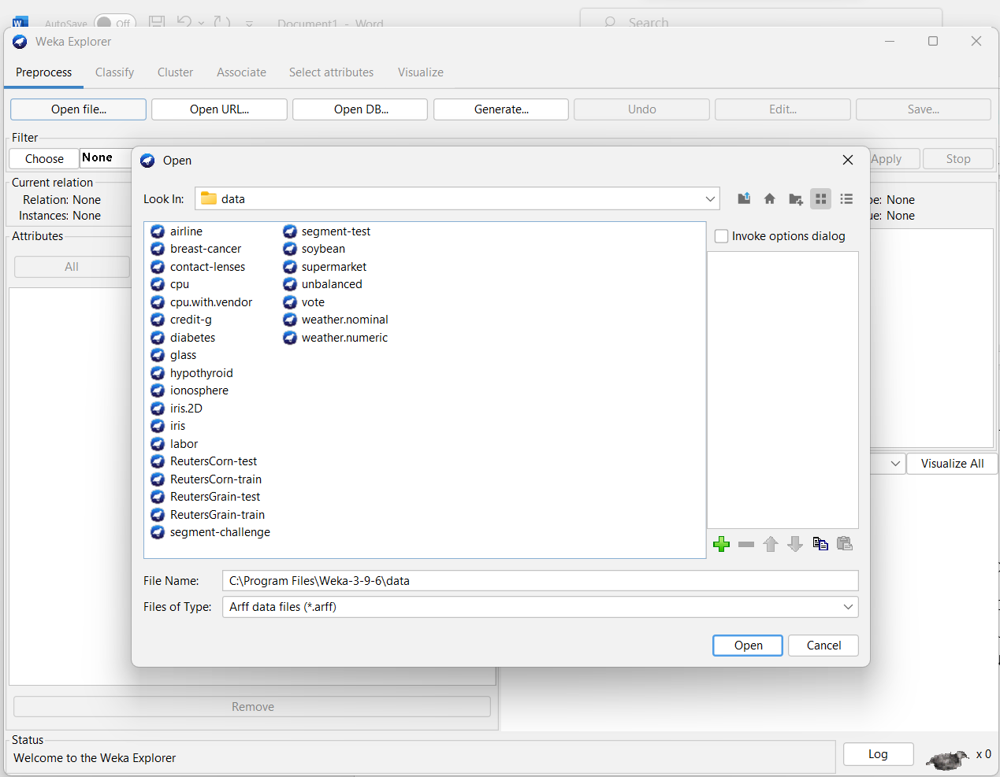 AutoSave Off Document1 - Word Search
Weka Explorer
Preprocess Classify Cluster Associate Select attributes Visualize
Open file... Open URL... Open DB... Generate... Undo Edit... Save...
Filter
Choose None Apply Stop
Current relation
Relation: None
Instances: None
pe: None
ue: None
Attributes
All
Visualize All
Remove
Open
Look In: data
airline
breast-cancer
contact-lenses
cpu
cpu.with.vendor
credit-g
diabetes
glass
hypothyroid
ionosphere
iris.2D
iris
labor
ReutersCorn-test
ReutersCorn-train
ReutersGrain-test
ReutersGrain-train
segment-challenge
segment-test
soybean
supermarket
unbalanced
vote
weather.nominal
weather.numeric
Invoke options dialog
File Name: C:\Program Files\Weka-3-9-6\data
Files of Type: Arff data files (*.arff)
Open Cancel
Status
Welcome to the Weka Explorer
Log x 0